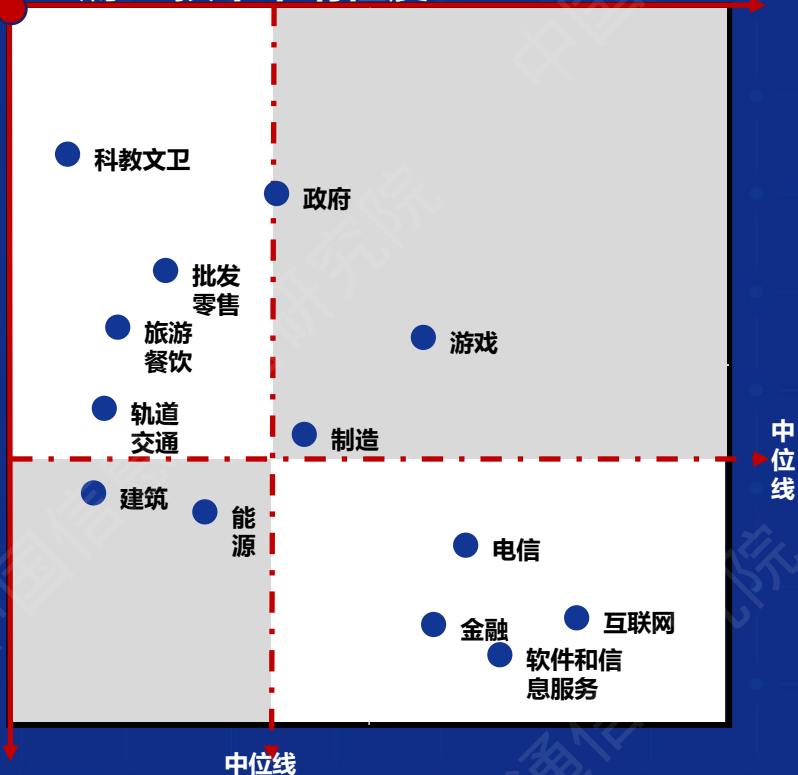 科教文卫
政府
批发
零售
旅游
餐饮
游戏
轨道
交通
制造
中
位
线
建筑
能
源
电信
金融
互联网
软件和信
息服务
中位线